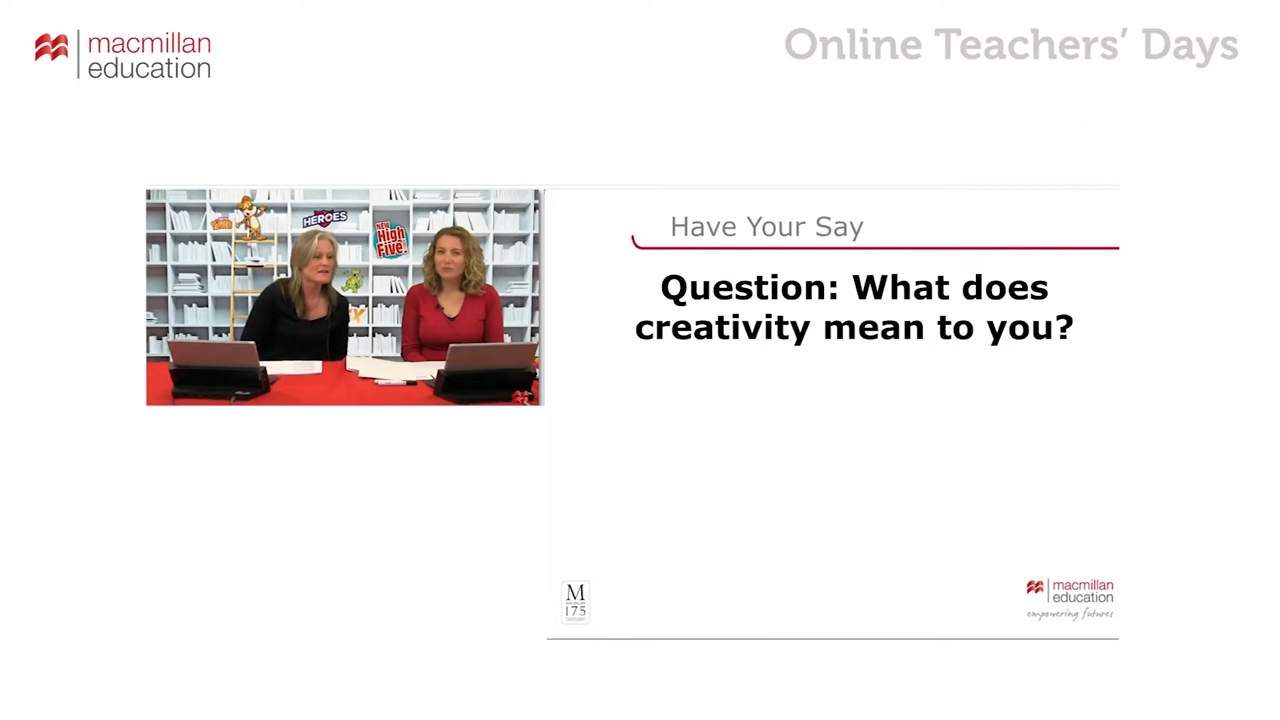 macmillan
education
Online Teachers' Days
HEROES
NEW
High
Five!
Have Your Say
Question: What does
creativity mean to you?
M
175
macmillan
education
empowering futures